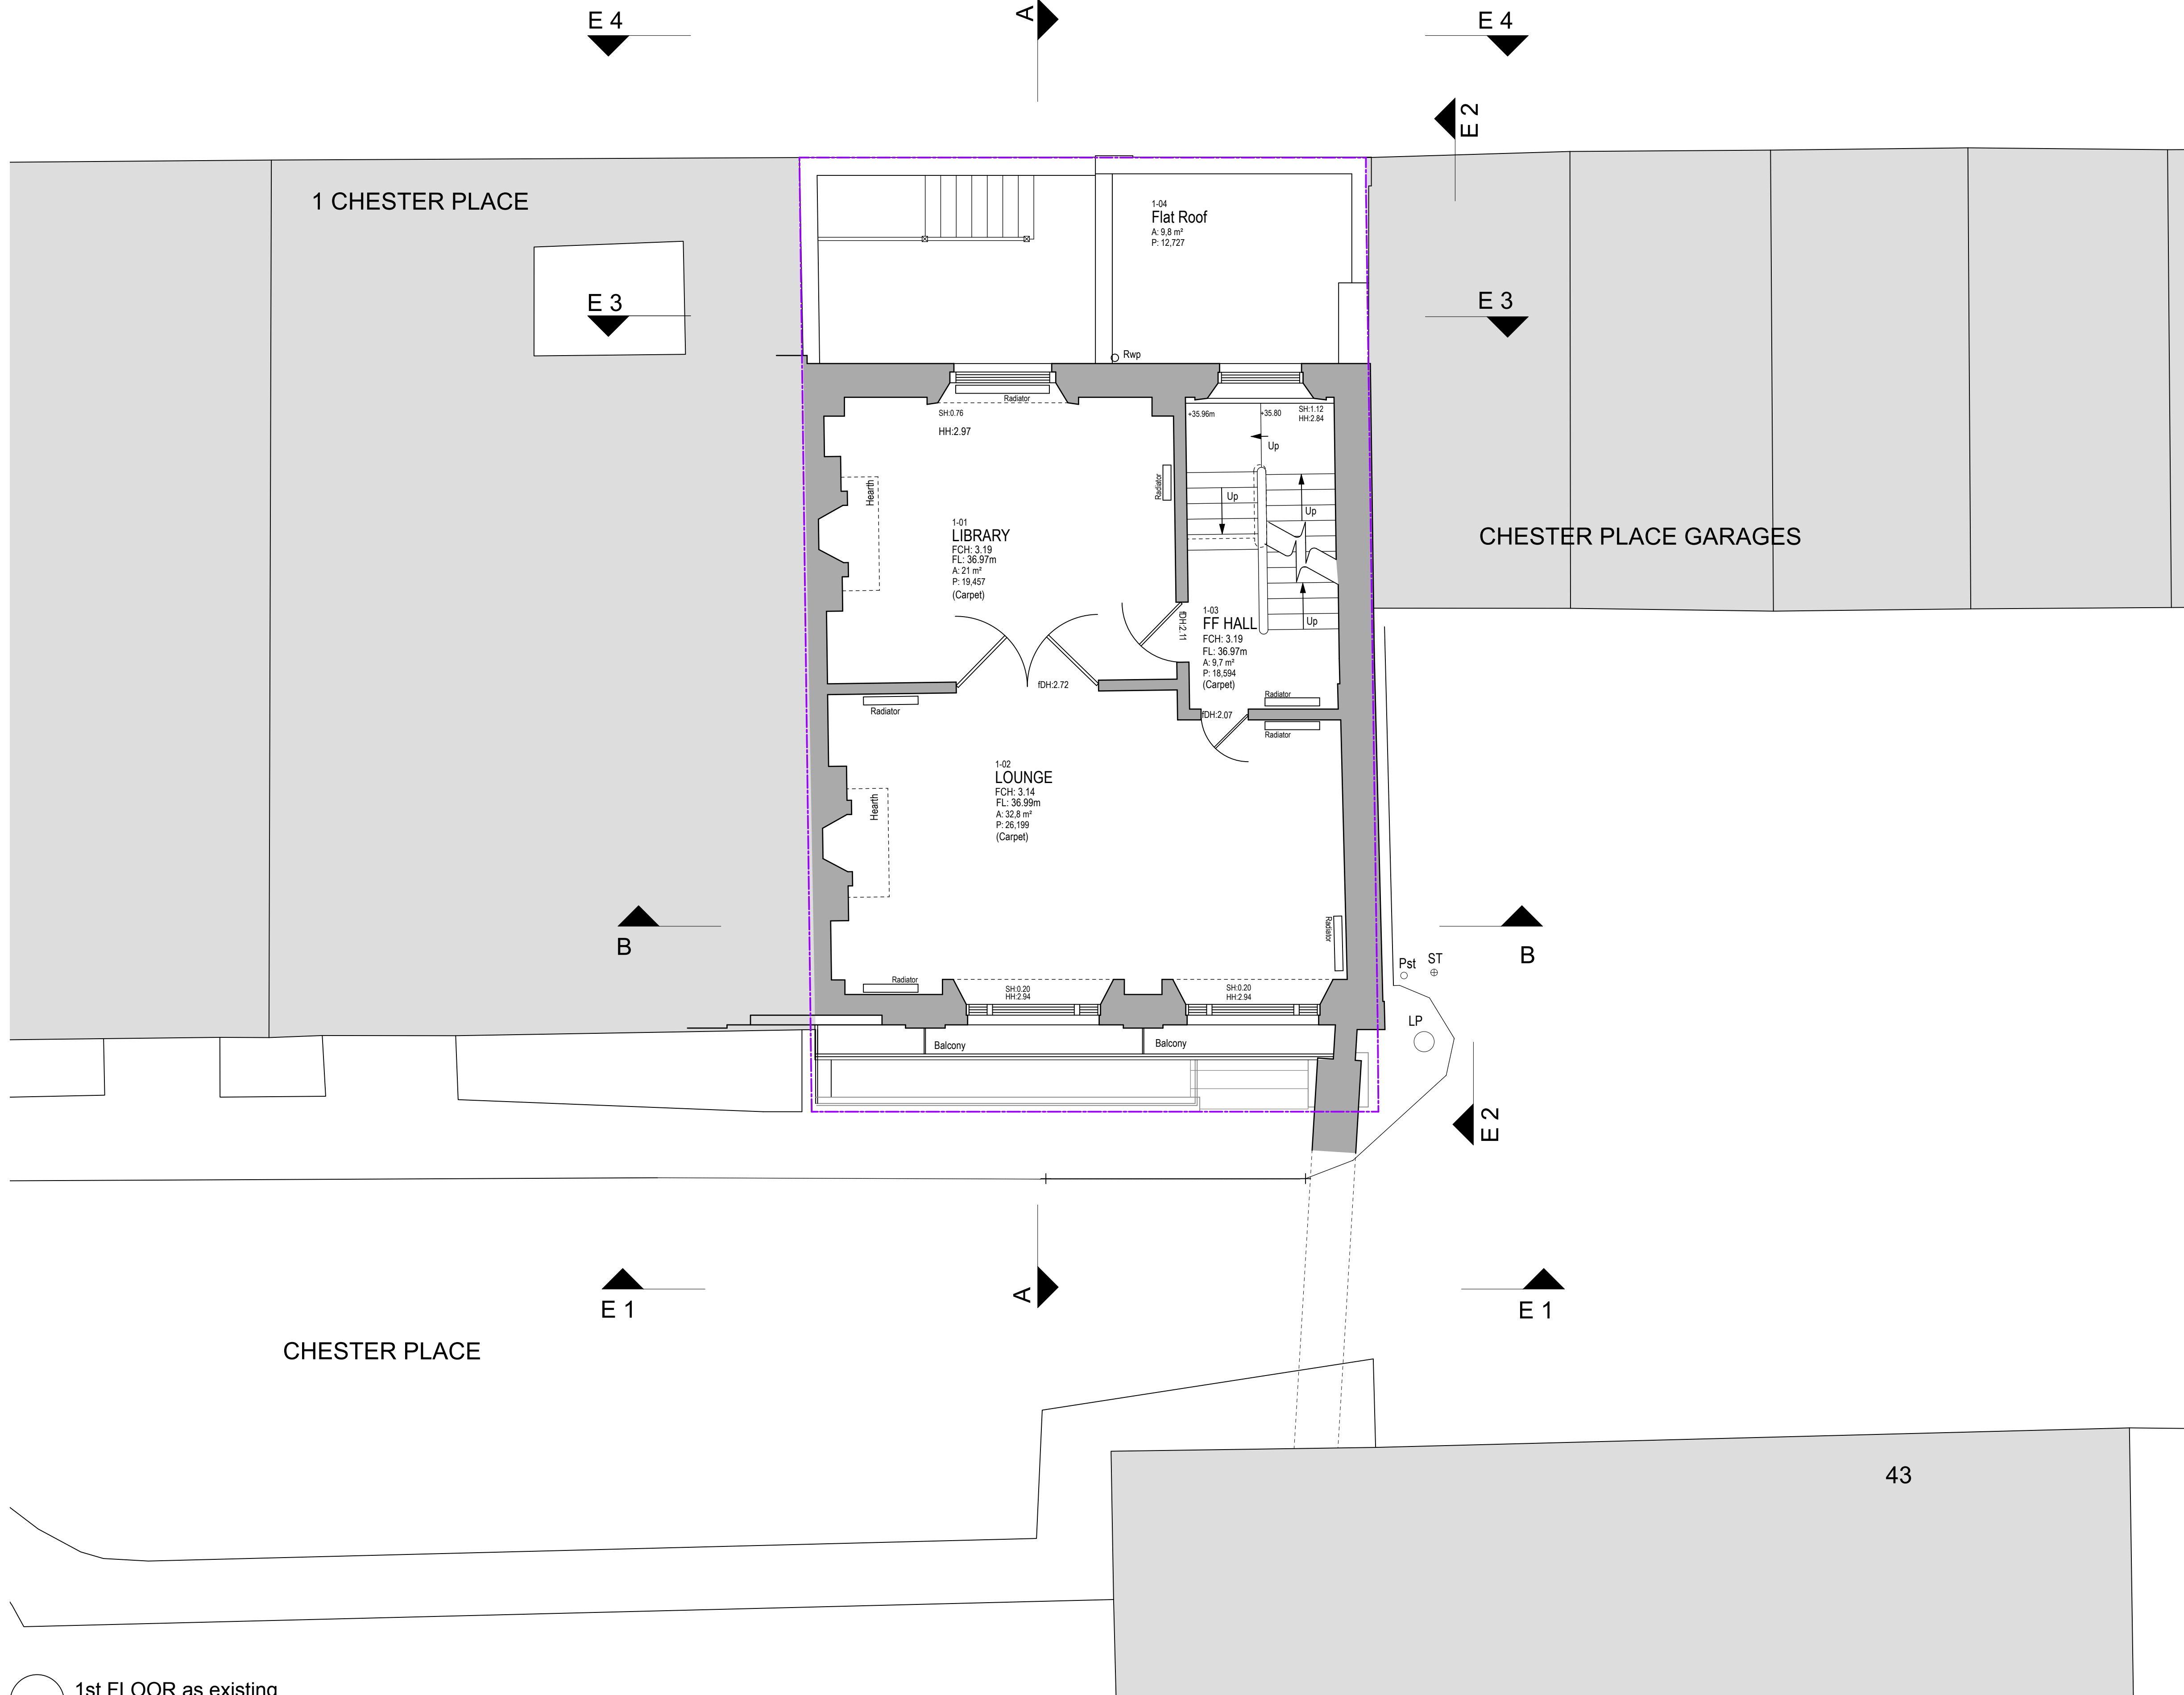 E 4
A
E 4
E 2
1 CHESTER PLACE
1-04
Flat Roof
A: 9,8 m²
P: 12,727
E 3
E 3
Rwp
Radiator
SH:0.76
HH:2.97
+35.96m
+35.80
SH:1.12
HH:2.84
Up
Hearth
Radiator
Up
Up
1-01
LIBRARY
FCH: 3.19
FL: 36.97m
A: 21 m²
P: 19,457
(Carpet)
CHESTER PLACE GARAGES
fDH:2.11
1-03
FF HALL
FCH: 3.19
FL: 36.97m
A: 9,7 m²
P: 18,594
(Carpet)
Up
fDH:2.72
Radiator
Radiator
fDH:2.07
Radiator
1-02
LOUNGE
FCH: 3.14
FL: 36.99m
A: 32,8 m²
P: 26,199
(Carpet)
Hearth
Radiator
B
B
Pst
ST
Radiator
SH:0.20
HH:2.94
SH:0.20
HH:2.94
LP
Balcony
Balcony
E 2
E 1
A
E 1
CHESTER PLACE
43
1st FLOOR as existing